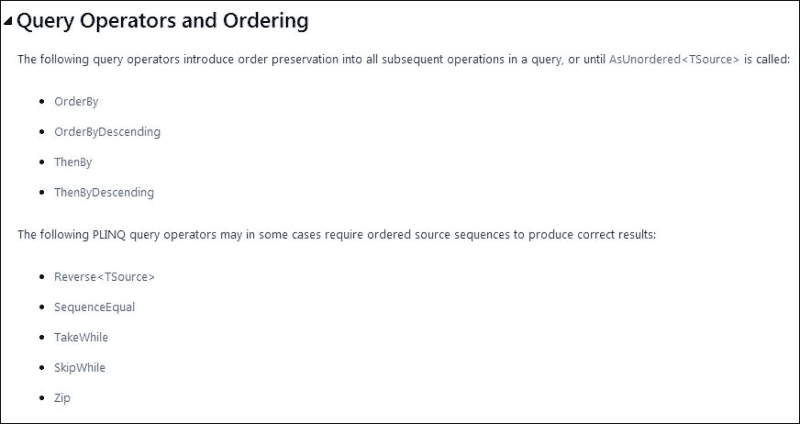 Query Operators and Ordering
The following query operators introduce order preservation into all subsequent operations in a query, or until AsUnordered<TSource> is called:
OrderBy
OrderByDescending
ThenBy
ThenByDescending
The following PLINQ query operators may in some cases require ordered source sequences to produce correct results:
Reverse<TSource>
SequenceEqual
TakeWhile
SkipWhile
Zip